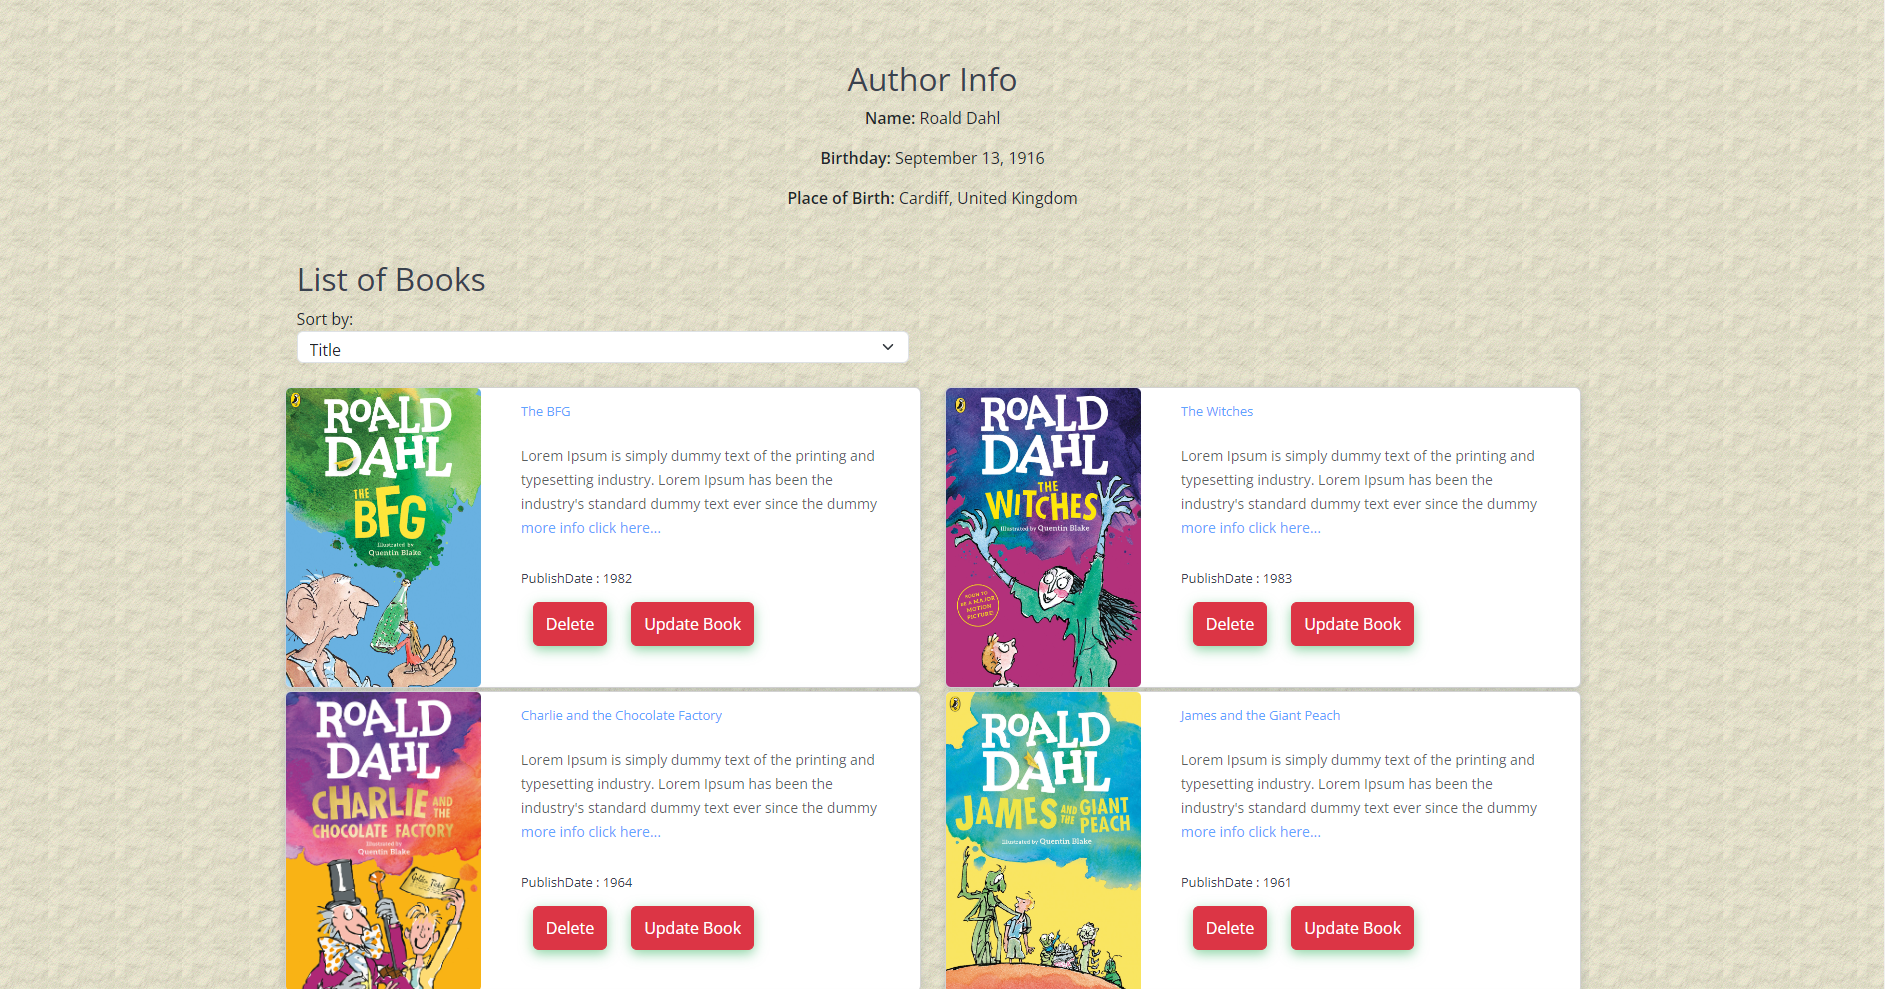 Author Info
Name: Roald Dahl
Birthday: September 13, 1916
Place of Birth: Cardiff, United Kingdom
List of Books
Sort by:
Title
ROALD
DAHL
THE
BFG
Illustrated by
Quentin Blake
The BFG
Lorem Ipsum is simply dummy text of the printing and
typesetting industry. Lorem Ipsum has been the
industry's standard dummy text ever since the dummy
more info click here...
PublishDate : 1982
Delete
Update Book
ROALD
DAHL
THE
WITCHES
Illustrated by Quentin Blake
SOON TO
BE A MAJOR
MOTION
PICTURE
The Witches
Lorem Ipsum is simply dummy text of the printing and
typesetting industry. Lorem Ipsum has been the
industry's standard dummy text ever since the dummy
more info click here...
PublishDate : 1983
Delete
Update Book
ROALD
DAHL
CHARLIE AND
THE
CHOCOLATE FACTORY
Illustrated by
Quentin Blake
Golden Ticket
Charlie and the Chocolate Factory
Lorem Ipsum is simply dummy text of the printing and
typesetting industry. Lorem Ipsum has been the
industry's standard dummy text ever since the dummy
more info click here...
PublishDate : 1964
Delete
Update Book
ROALD
DAHL
JAMES AND GIANT
THE PEACH
Illustrated by Quentin Blake
James and the Giant Peach
Lorem Ipsum is simply dummy text of the printing and
typesetting industry. Lorem Ipsum has been the
industry's standard dummy text ever since the dummy
more info click here...
PublishDate : 1961
Delete
Update Book